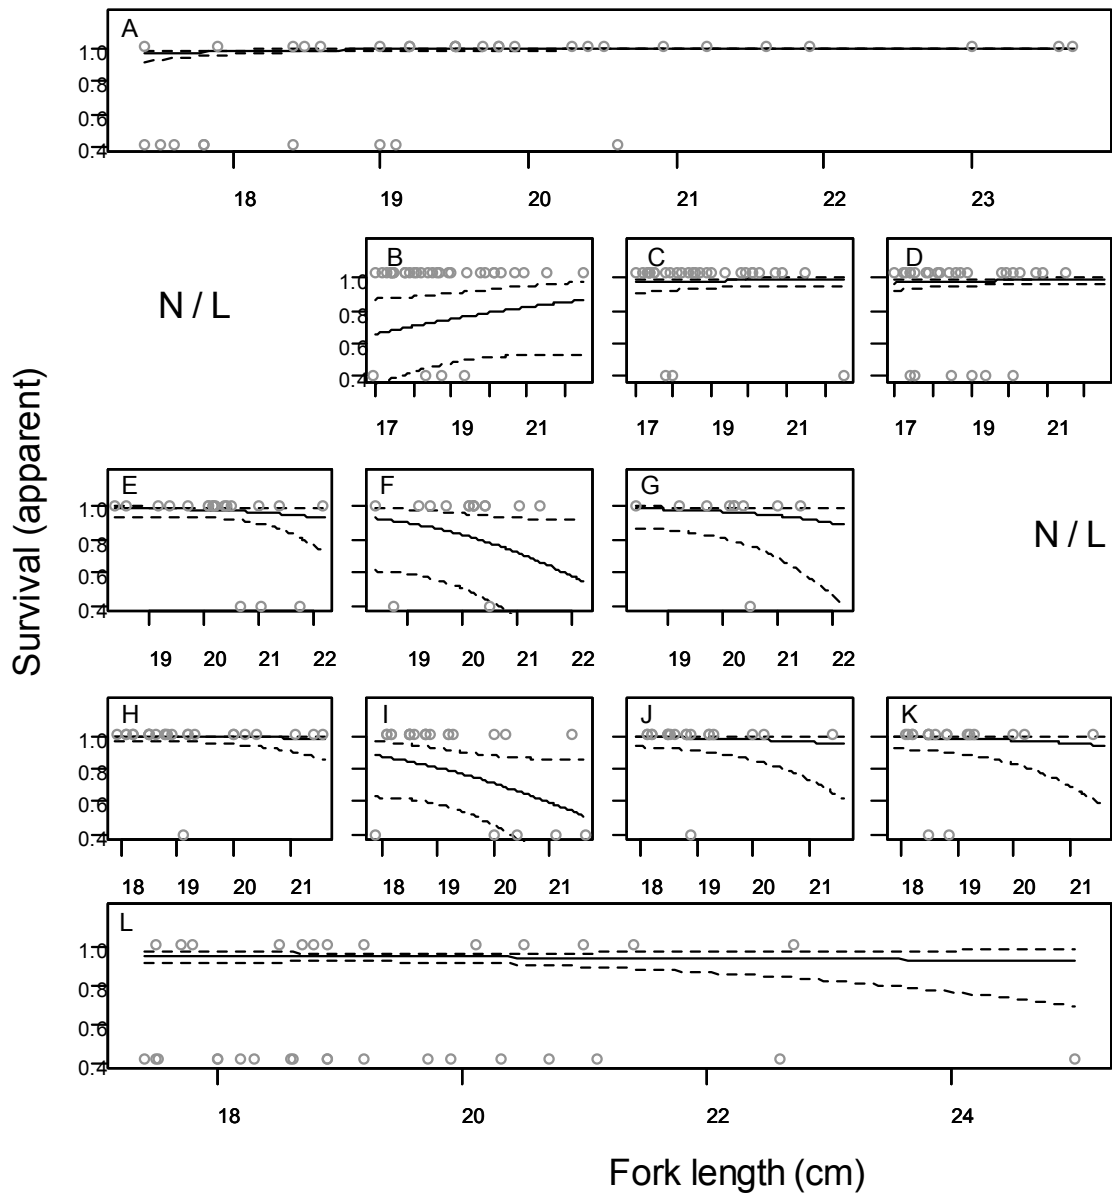 A
1.0
0.8
0.6
0.4
18 19 20 21 22 23
N / L
B
C
D
1.0
0.8
0.6
0.4
17 19 21
17 19 21
17 19 21
E
F
G
N / L
1.0
0.8
0.6
0.4
19 20 21 22
19 20 21 22
19 20 21 22
H
I
J
K
1.0
0.8
0.6
0.4
18 19 20 21
18 19 20 21
18 19 20 21
18 19 20 21
L
1.0
0.8
0.6
0.4
18 20 22 24
Survival (apparent)
Fork length (cm)